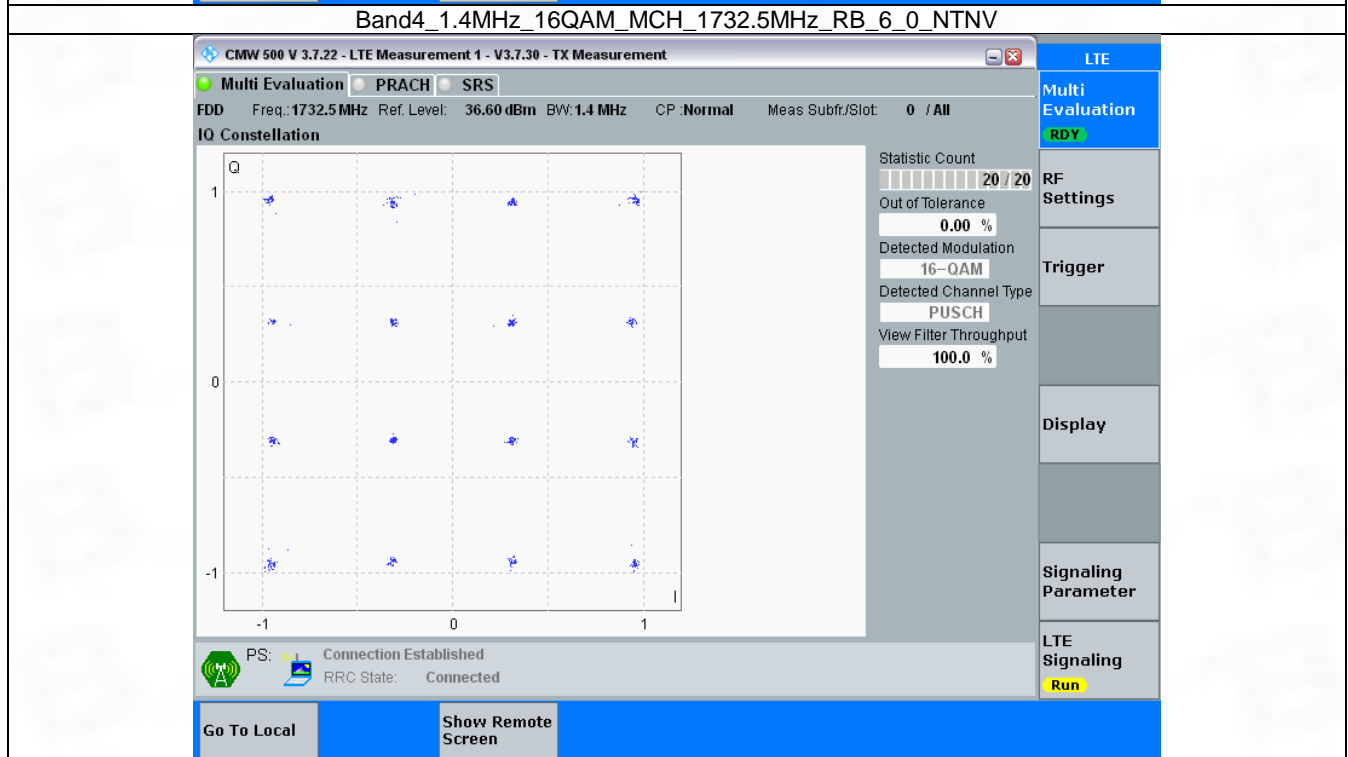 Band4_1.4MHz_16QAM_MCH_1732.5MHz_RB_6_0_NTNV
CMW 500 V 3.7.22 - LTE Measurement 1 - V3.7.30 - TX Measurement
LTE
Multi Evaluation PRACH SRS
FDD Freq.:1732.5 MHz Ref. Level: 36.60 dBm BW:1.4 MHz CP :Normal Meas Subfr./Slot: 0 / All
IQ Constellation
Multi
Evaluation
RDY
Q
1
0
-1
-1 0 1
I
Statistic Count
20 / 20
Out of Tolerance
0.00 %
Detected Modulation
16-QAM
Detected Channel Type
PUSCH
View Filter Throughput
100.0 %
RF
Settings
Trigger
Display
Signaling
Parameter
LTE
Signaling
Run
PS: Connection Established
RRC State: Connected
Go To Local
Show Remote
Screen